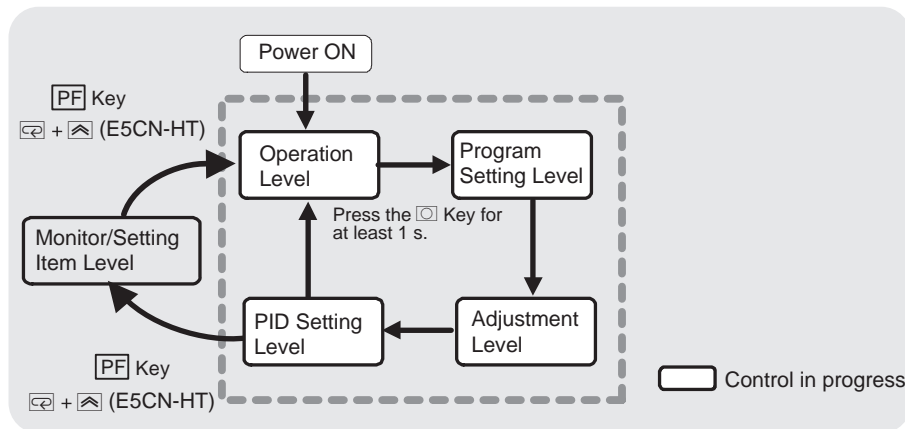 Power ON
PF Key
+ (E5CN-HT)
Operation
Level
Program
Setting Level
Press the Key for
at least 1 s.
Monitor/Setting
Item Level
PID Setting
Level
Adjustment
Level
PF Key
+ (E5CN-HT)
Control in progress